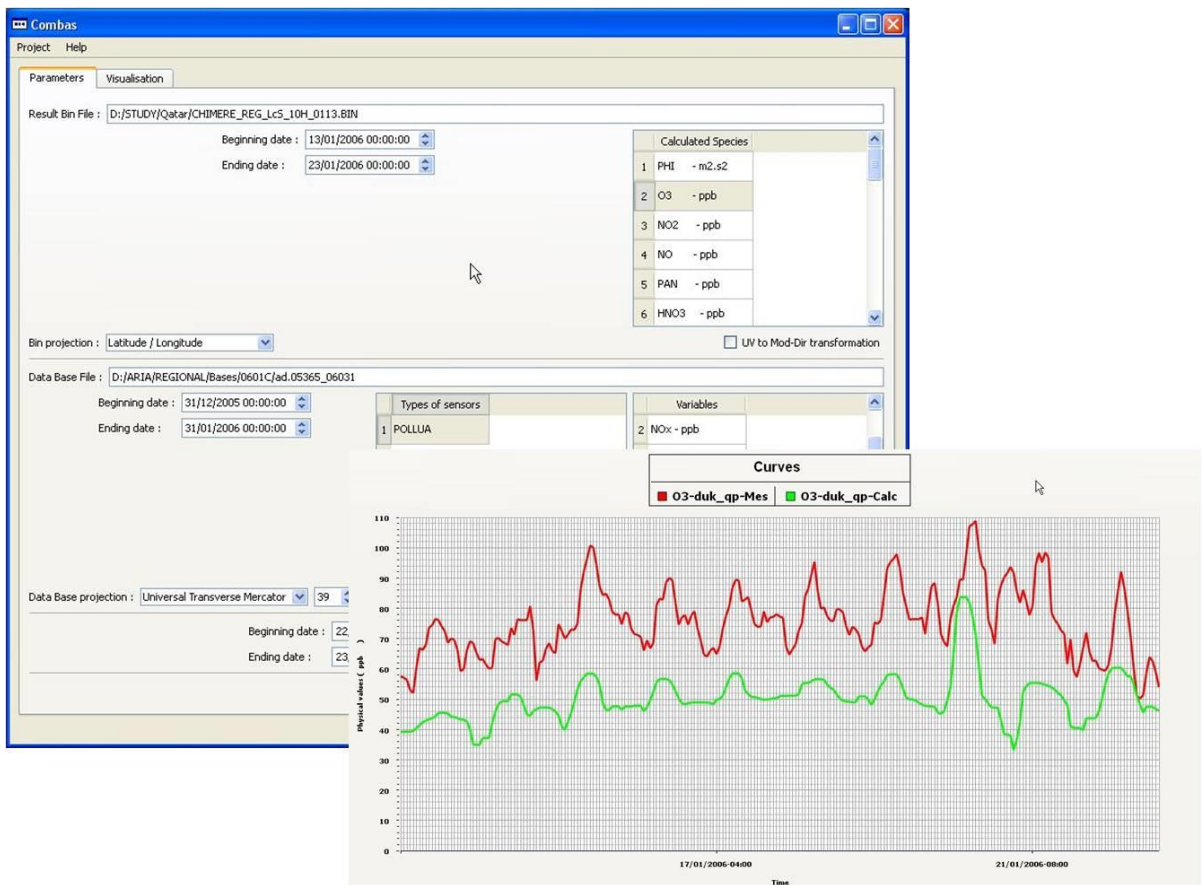 Combas
Project Help
Parameters Visualisation
Result Bin File : D:/STUDY/Qatar/CHIMERE_REG_LcS_10H_0113.BIN
Beginning date : 13/01/2006 00:00:00
Ending date : 23/01/2006 00:00:00
Calculated Species
1 PHI - m2.s2
2 O3 - ppb
3 NO2 - ppb
4 NO - ppb
5 PAN - ppb
6 HNO3 - ppb
Bin projection : Latitude / Longitude
UV to Mod-Dir transformation
Data Base File : D:/ARIA/REGIONAL/Bases/0601C/ad.05365_06031
Beginning date : 31/12/2005 00:00:00
Ending date : 31/01/2006 00:00:00
Types of sensors
1 POLLUA
Variables
2 NOx - ppb
Data Base projection : Universal Transverse Mercator 39
Beginning date : 22
Ending date : 23
Curves
O3-duk_qp-Mes O3-duk_qp-Calc
Physical values ( ppb )
110
100
90
80
70
60
50
40
30
20
10
0
17/01/2006-04:00 21/01/2006-08:00
Time